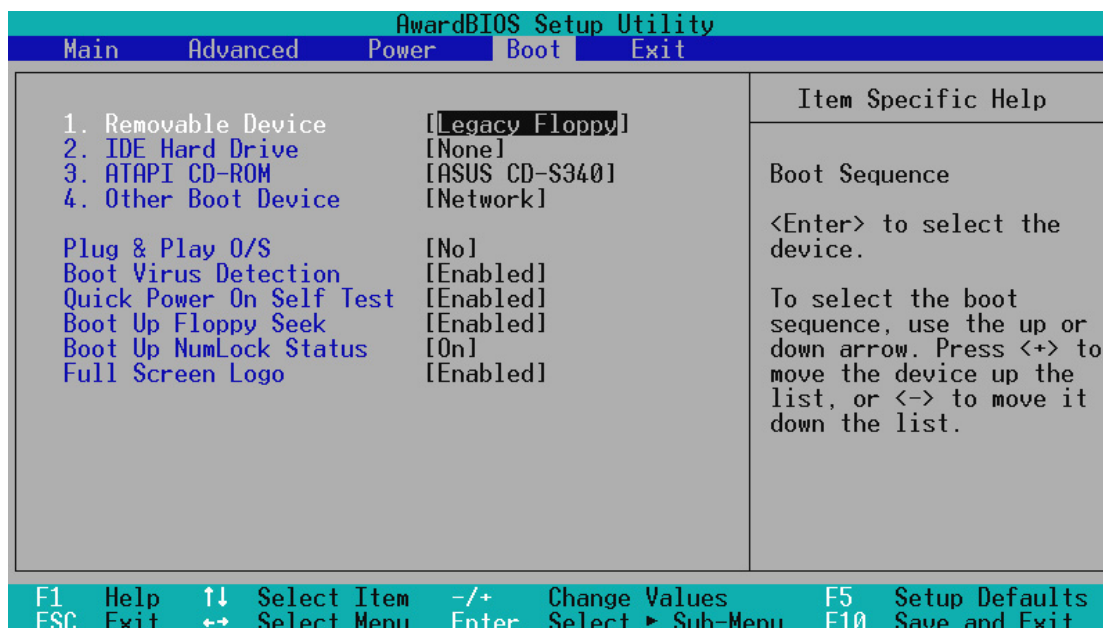 AwardBIOS Setup Utility
Main Advanced Power Boot Exit
1. Removable Device [Legacy Floppy]
2. IDE Hard Drive [None]
3. ATAPI CD-ROM [ASUS CD-S340]
4. Other Boot Device [Network]
Plug & Play O/S [No]
Boot Virus Detection [Enabled]
Quick Power On Self Test [Enabled]
Boot Up Floppy Seek [Enabled]
Boot Up NumLock Status [On]
Full Screen Logo [Enabled]
Item Specific Help
Boot Sequence
<Enter> to select the
device.
To select the boot
sequence, use the up or
down arrow. Press <+> to
move the device up the
list, or <-> to move it
down the list.
F1 Help ↑↓ Select Item -/+ Change Values F5 Setup Defaults
ESC Exit ←→ Select Menu Enter Select ► Sub-Menu F10 Save and Exit